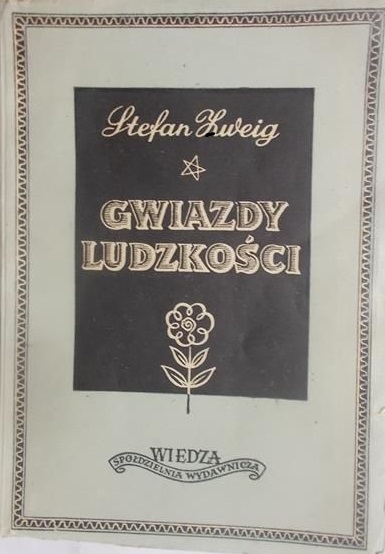 Stefan Zweig
GWIAZDY
LUDZKOŚCI
WIEDZA
SPÓŁDZIELNIA WYDAWNICZA